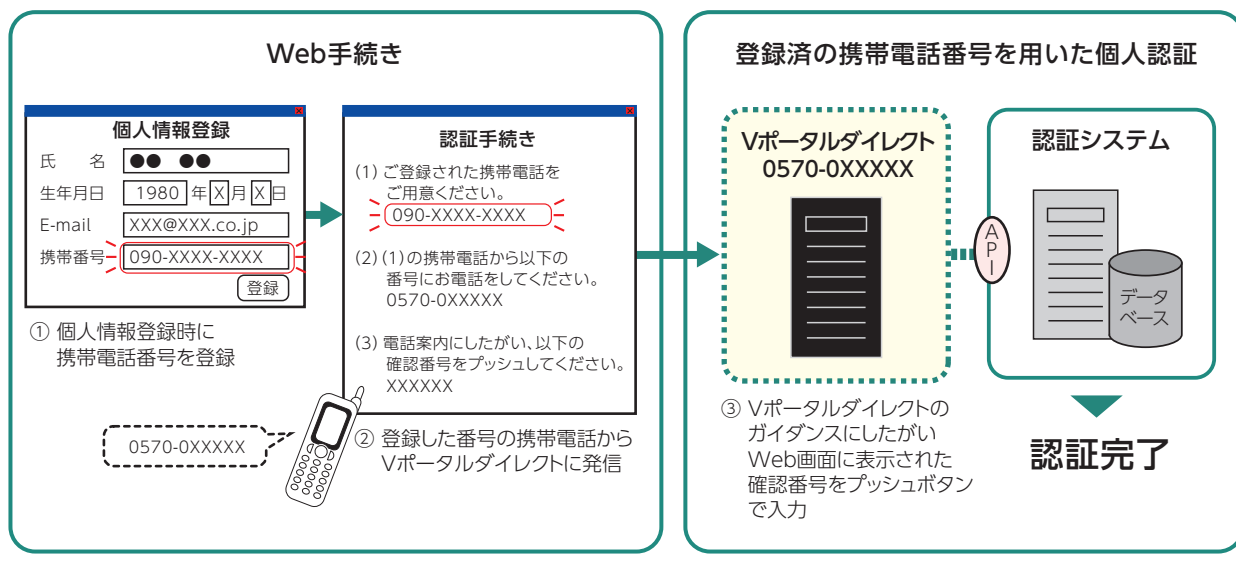 Web手続き
個人情報登録
氏　名 ●● ●●
生年月日 1980 年 X 月 X 日
E-mail XXX@XXX.co.jp
携帯番号 090-XXXX-XXXX
登録
① 個人情報登録時に
携帯電話番号を登録
認証手続き
(1) ご登録された携帯電話を
ご用意ください。
090-XXXX-XXXX
(2) (1)の携帯電話から以下の
番号にお電話をしてください。
0570-0XXXXX
(3) 電話案内にしたがい、以下の
確認番号をプッシュしてください。
XXXXXX
0570-0XXXXX
② 登録した番号の携帯電話から
Vポータルダイレクトに発信
登録済の携帯電話番号を用いた個人認証
Vポータルダイレクト
0570-0XXXXX
③ Vポータルダイレクトの
ガイダンスにしたがい
Web画面に表示された
確認番号をプッシュボタン
で入力
API
認証システム
データ
ベース
認証完了